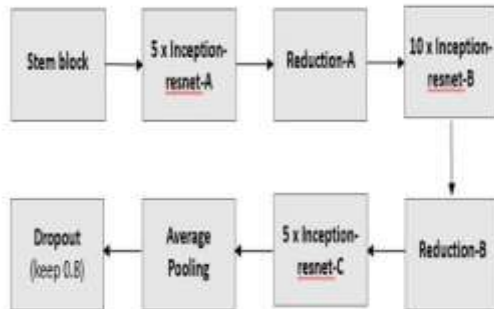 Stem block
5 x Inception-
resnet-A
Reduction-A
10 x Inception-
resnet-B
Reduction-B
5 x Inception-
resnet-C
Average
Pooling
Dropout
(keep 0.8)